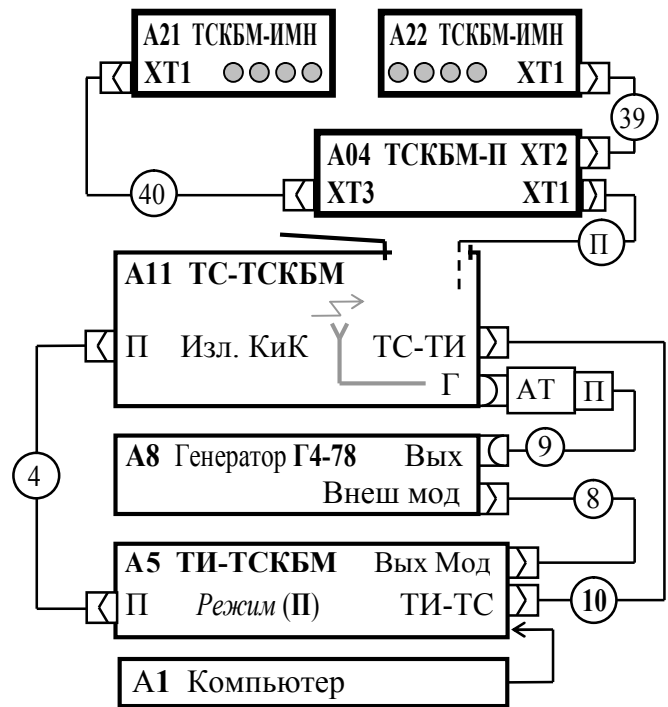 A21 ТСКБМ-ИМН
XT1
A22 ТСКБМ-ИМН
XT1
39
A04 ТСКБМ-П XT2
XT3 XT1
40
П
A11 ТС-ТСКБМ
П Изл. КиК ТС-ТИ
Г АТ П
A8 Генератор Г4-78 Вых
9
Внеш мод
8
4
A5 ТИ-ТСКБМ Вых Мод
П Режим (II) ТИ-ТС
10
A1 Компьютер